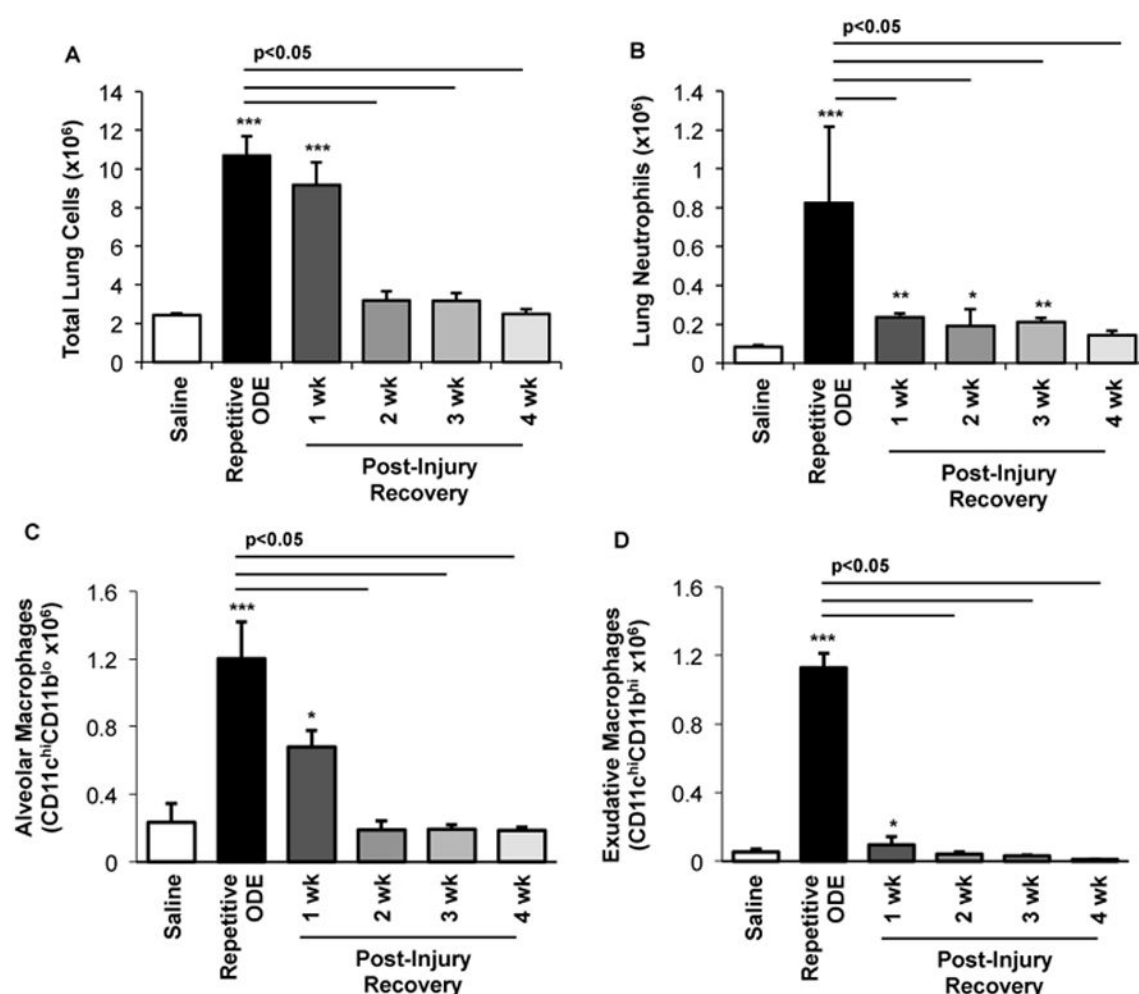 A
p<0.05
Total Lung Cells (x10⁶)
14
12
10
8
6
4
2
0
***
***
Saline
Repetitive
ODE
1 wk
2 wk
3 wk
4 wk
Post-Injury
Recovery
B
p<0.05
Lung Neutrophils (x10⁶)
1.4
1.2
1
0.8
0.6
0.4
0.2
0
***
**
*
**
Saline
Repetitive
ODE
1 wk
2 wk
3 wk
4 wk
Post-Injury
Recovery
C
p<0.05
Alveolar Macrophages
(CD11cʰⁱCD11bˡᵒ x10⁶)
1.6
1.2
0.8
0.4
0
***
*
Saline
Repetitive
ODE
1 wk
2 wk
3 wk
4 wk
Post-Injury
Recovery
D
p<0.05
Exudative Macrophages
(CD11cʰⁱCD11bʰⁱ x10⁶)
1.6
1.2
0.8
0.4
0
***
*
Saline
Repetitive
ODE
1 wk
2 wk
3 wk
4 wk
Post-Injury
Recovery